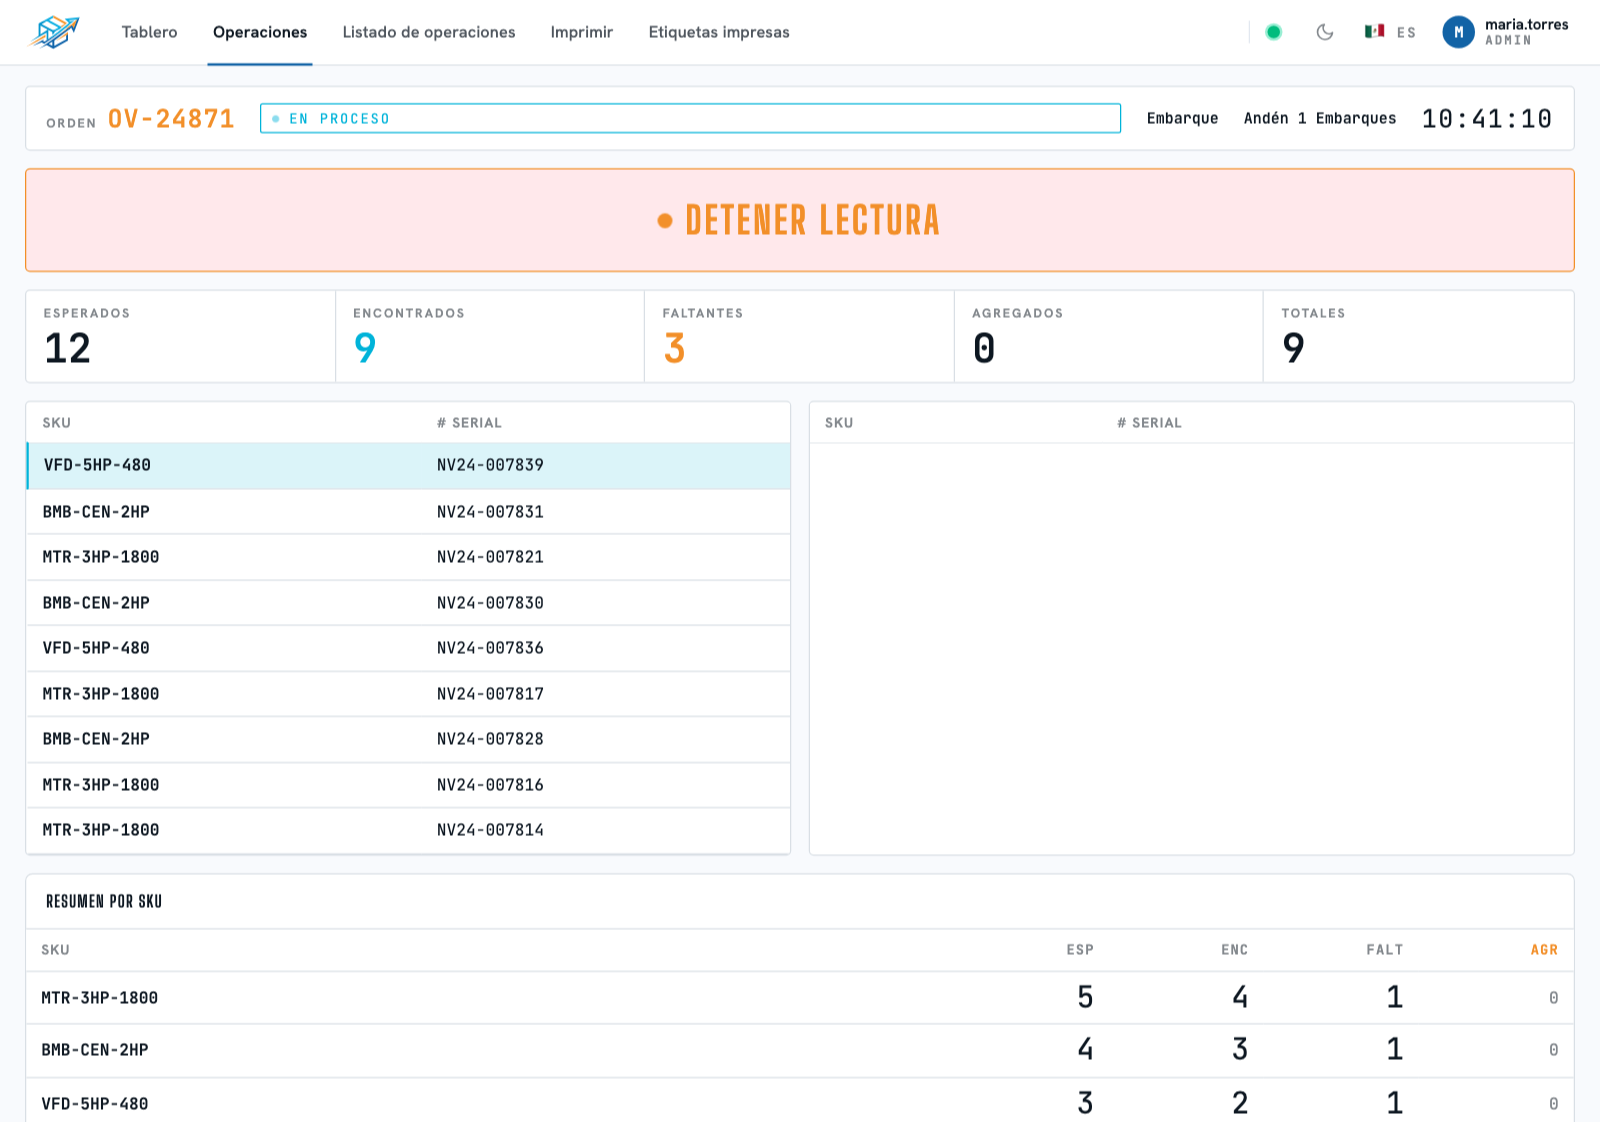 Tablero Operaciones Listado de operaciones Imprimir Etiquetas impresas ES M maria.torres
ADMIN
ORDEN OV-24871 EN PROCESO Embarque Andén 1 Embarques 10:41:10
DETENER LECTURA
ESPERADOS ENCONTRADOS FALTANTES AGREGADOS TOTALES
12 9 3 0 9
SKU # SERIAL
VFD-5HP-480 NV24-007839
BMB-CEN-2HP NV24-007831
MTR-3HP-1800 NV24-007821
BMB-CEN-2HP NV24-007830
VFD-5HP-480 NV24-007836
MTR-3HP-1800 NV24-007817
BMB-CEN-2HP NV24-007828
MTR-3HP-1800 NV24-007816
MTR-3HP-1800 NV24-007814
SKU # SERIAL
RESUMEN POR SKU
SKU ESP ENC FALT AGR
MTR-3HP-1800 5 4 1 0
BMB-CEN-2HP 4 3 1 0
VFD-5HP-480 3 2 1 0